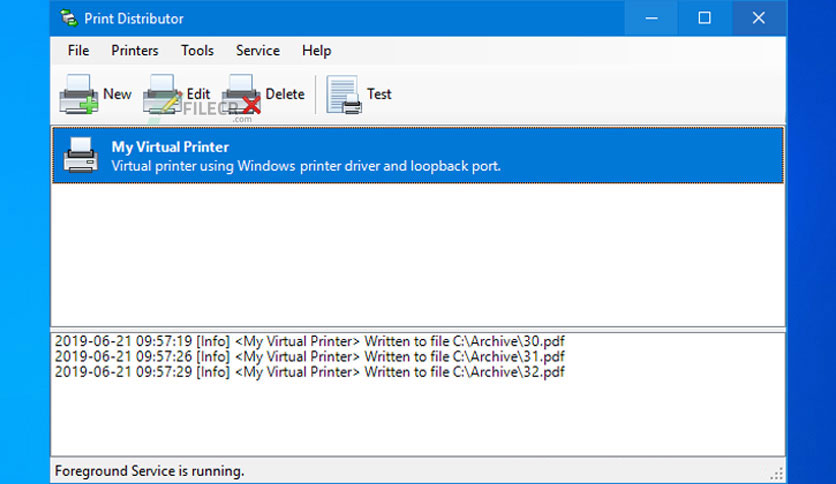 Print Distributor
File Printers Tools Service Help
New Edit Delete Test
FILECR
.com
My Virtual Printer
Virtual printer using Windows printer driver and loopback port.
2019-06-21 09:57:19 [Info] <My Virtual Printer> Written to file C:\Archive\30.pdf
2019-06-21 09:57:26 [Info] <My Virtual Printer> Written to file C:\Archive\31.pdf
2019-06-21 09:57:29 [Info] <My Virtual Printer> Written to file C:\Archive\32.pdf
Foreground Service is running.